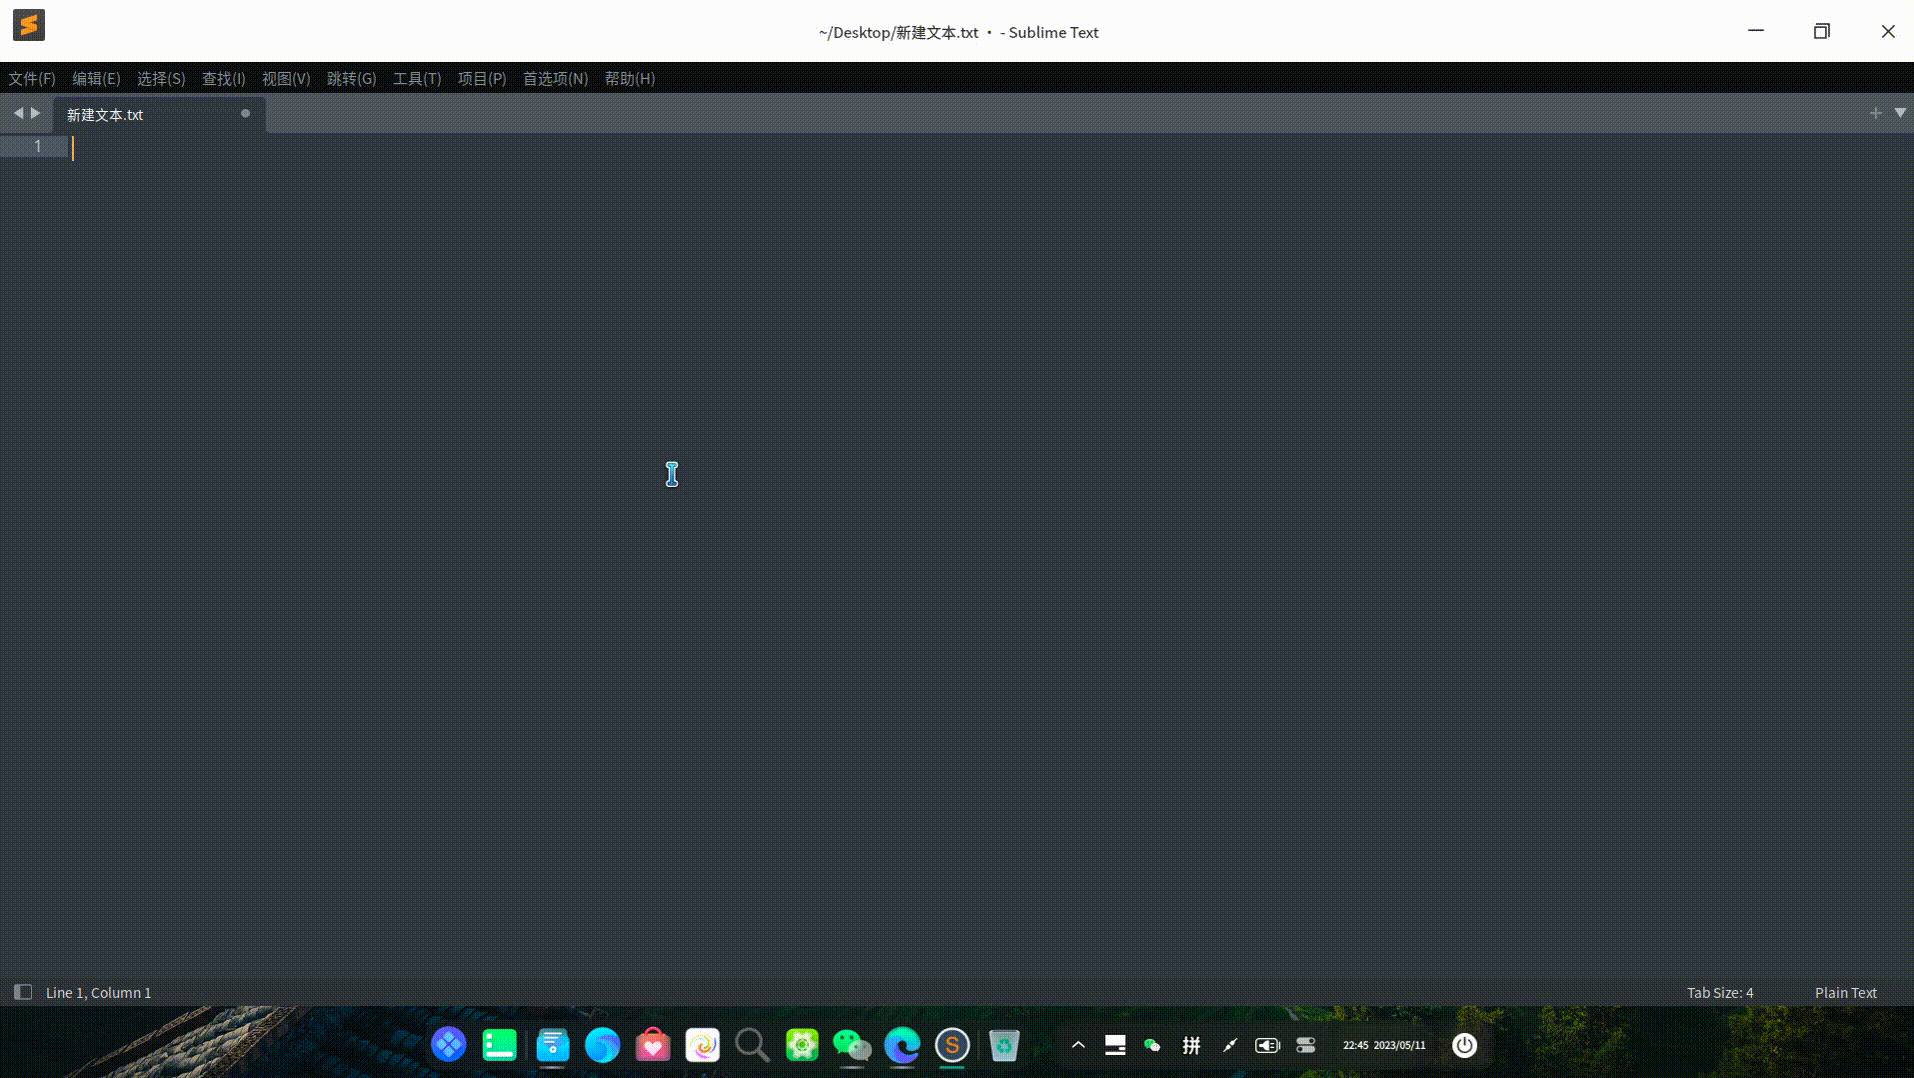 ~/Desktop/新建文本.txt • - Sublime Text
文件(F) 编辑(E) 选择(S) 查找(I) 视图(V) 跳转(G) 工具(T) 项目(P) 首选项(N) 帮助(H)
新建文本.txt
1
Line 1, Column 1
Tab Size: 4
Plain Text
S
拼
22:45 2023/05/11